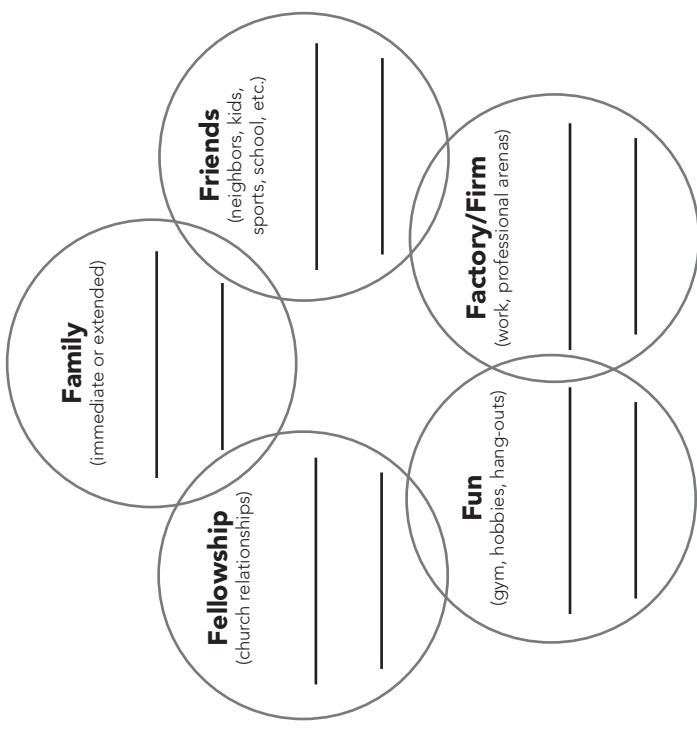 Family
(immediate or extended)
Friends
(neighbors, kids,
sports, school, etc.)
Factory/Firm
(work, professional arenas)
Fun
(gym, hobbies, hang-outs)
Fellowship
(church relationships)